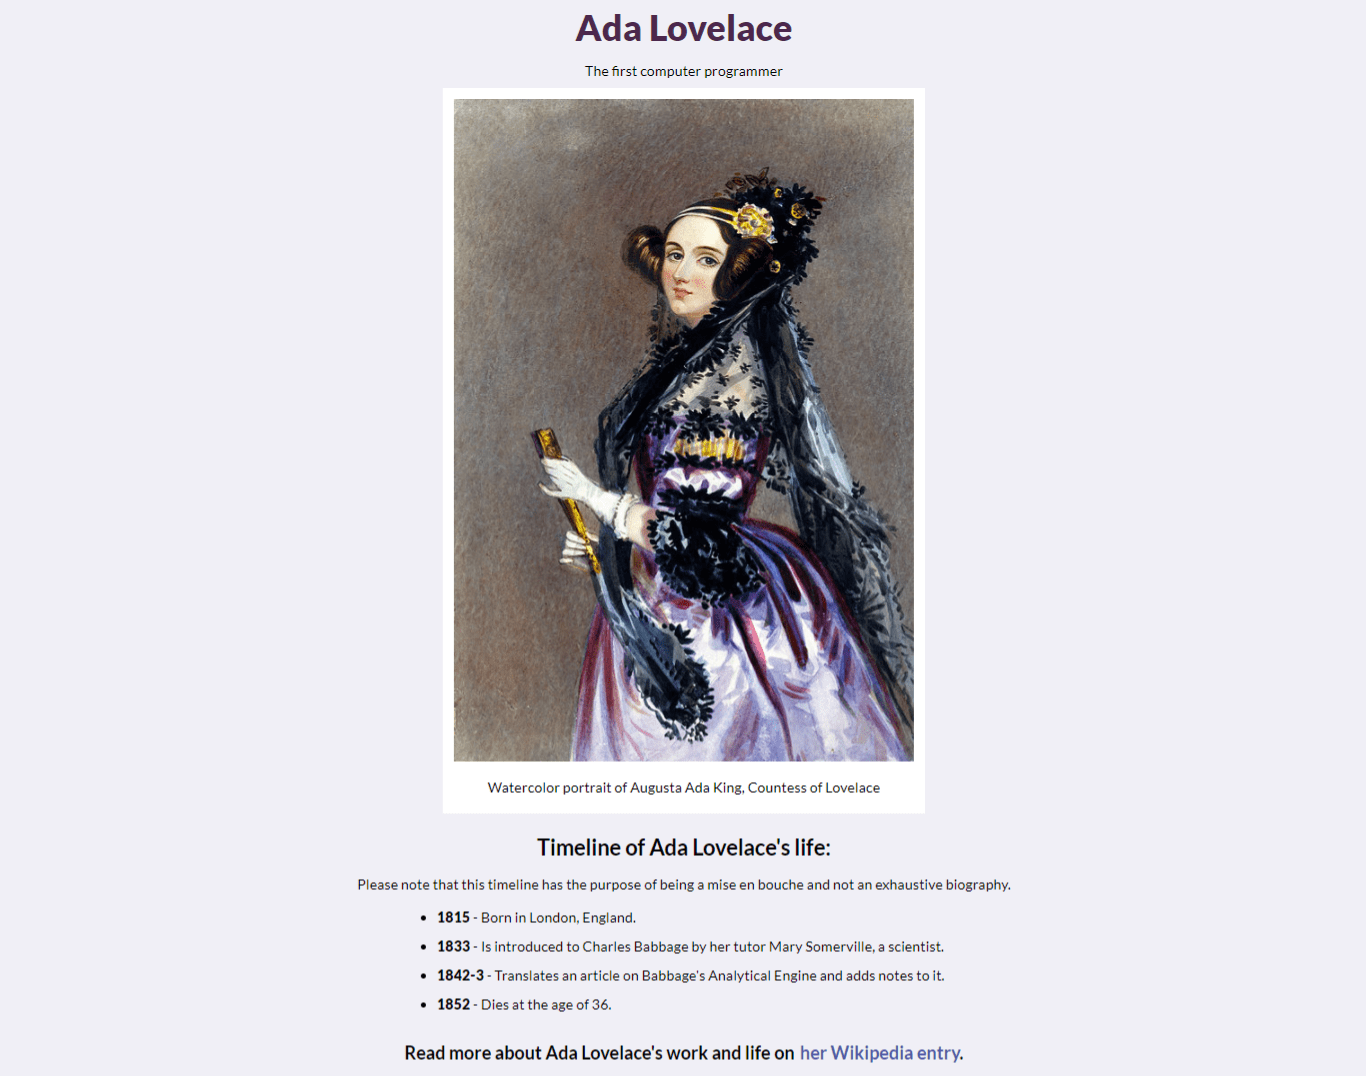 Ada Lovelace
The first computer programmer
Watercolor portrait of Augusta Ada King, Countess of Lovelace
Timeline of Ada Lovelace's life:
Please note that this timeline has the purpose of being a mise en bouche and not an exhaustive biography.
• 1815 - Born in London, England.
• 1833 - Is introduced to Charles Babbage by her tutor Mary Somerville, a scientist.
• 1842-3 - Translates an article on Babbage's Analytical Engine and adds notes to it.
• 1852 - Dies at the age of 36.
Read more about Ada Lovelace's work and life on her Wikipedia entry.